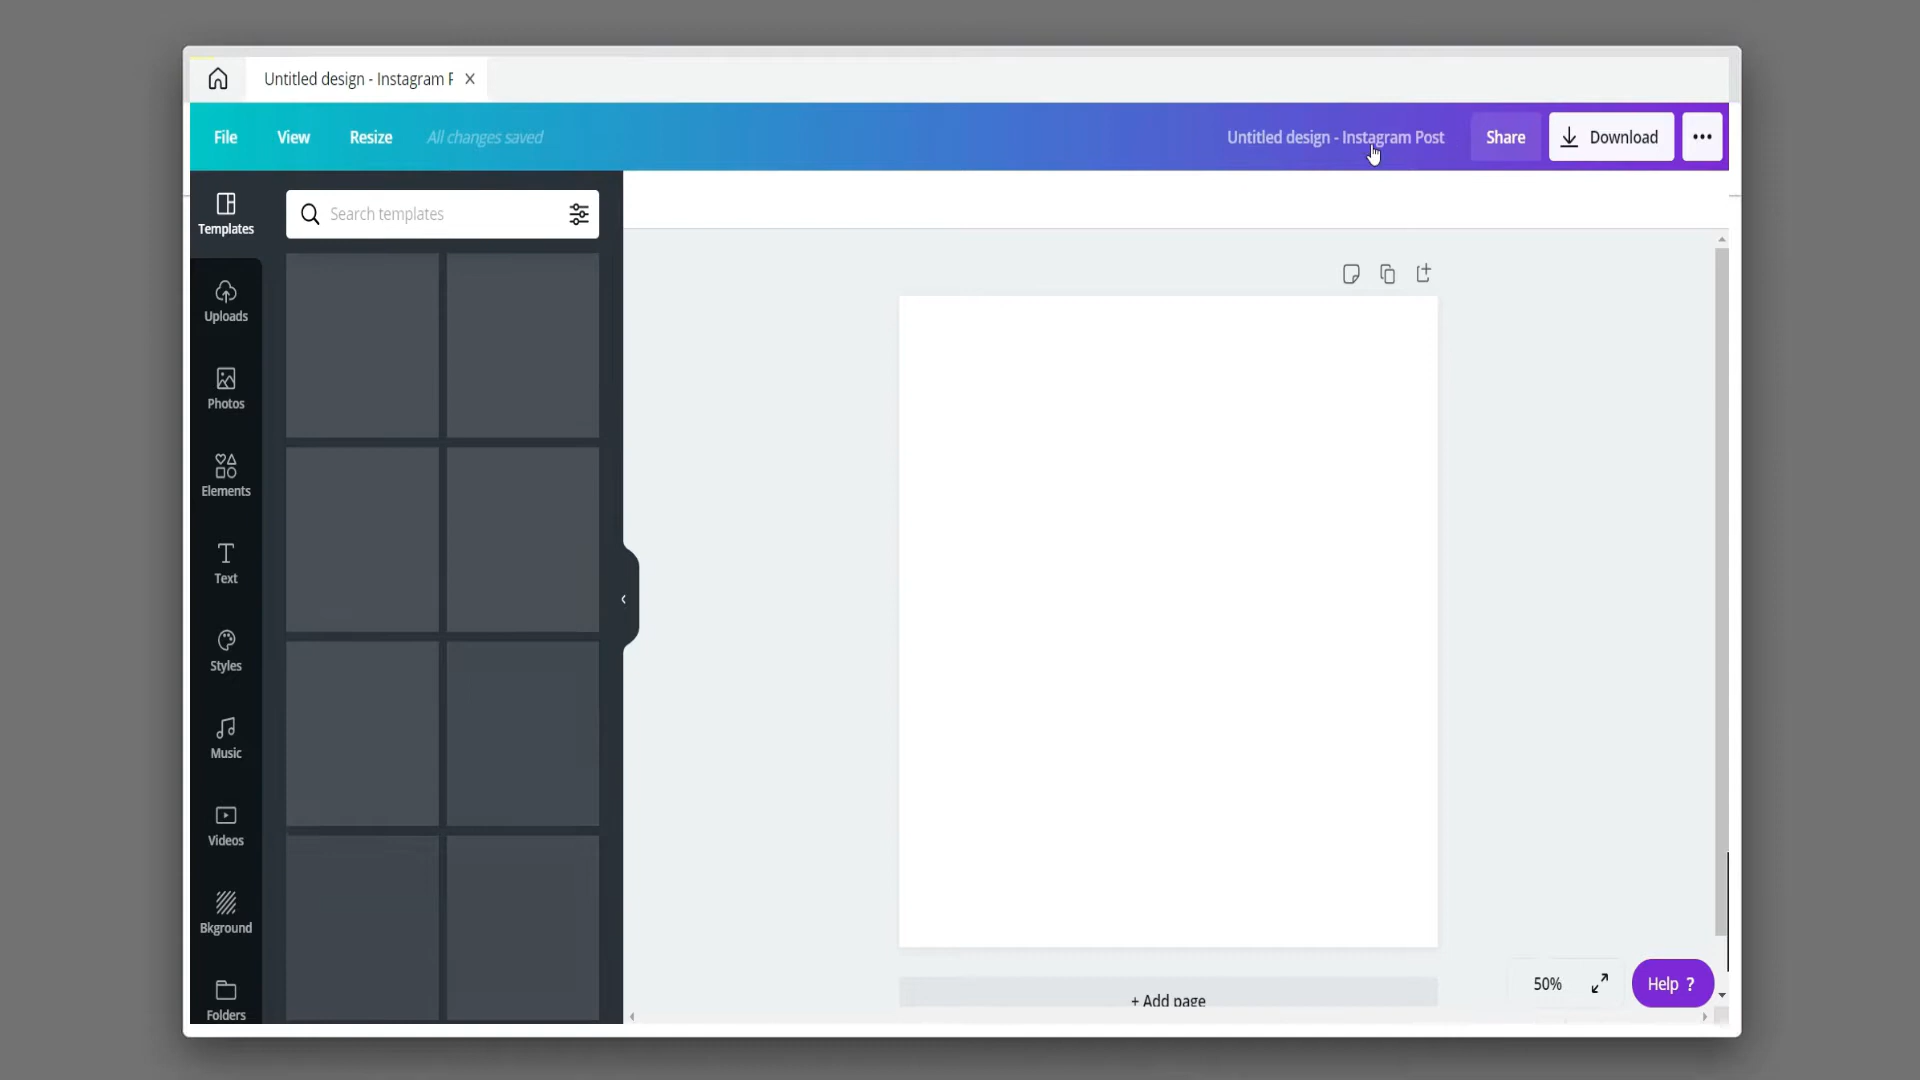 Untitled design - Instagram P
File View Resize All changes saved Untitled design - Instagram Post Share Download
Search templates
Templates
Uploads
Photos
Elements
Text
Styles
Music
Videos
Bkground
Folders
+ Add page
50%
Help ?